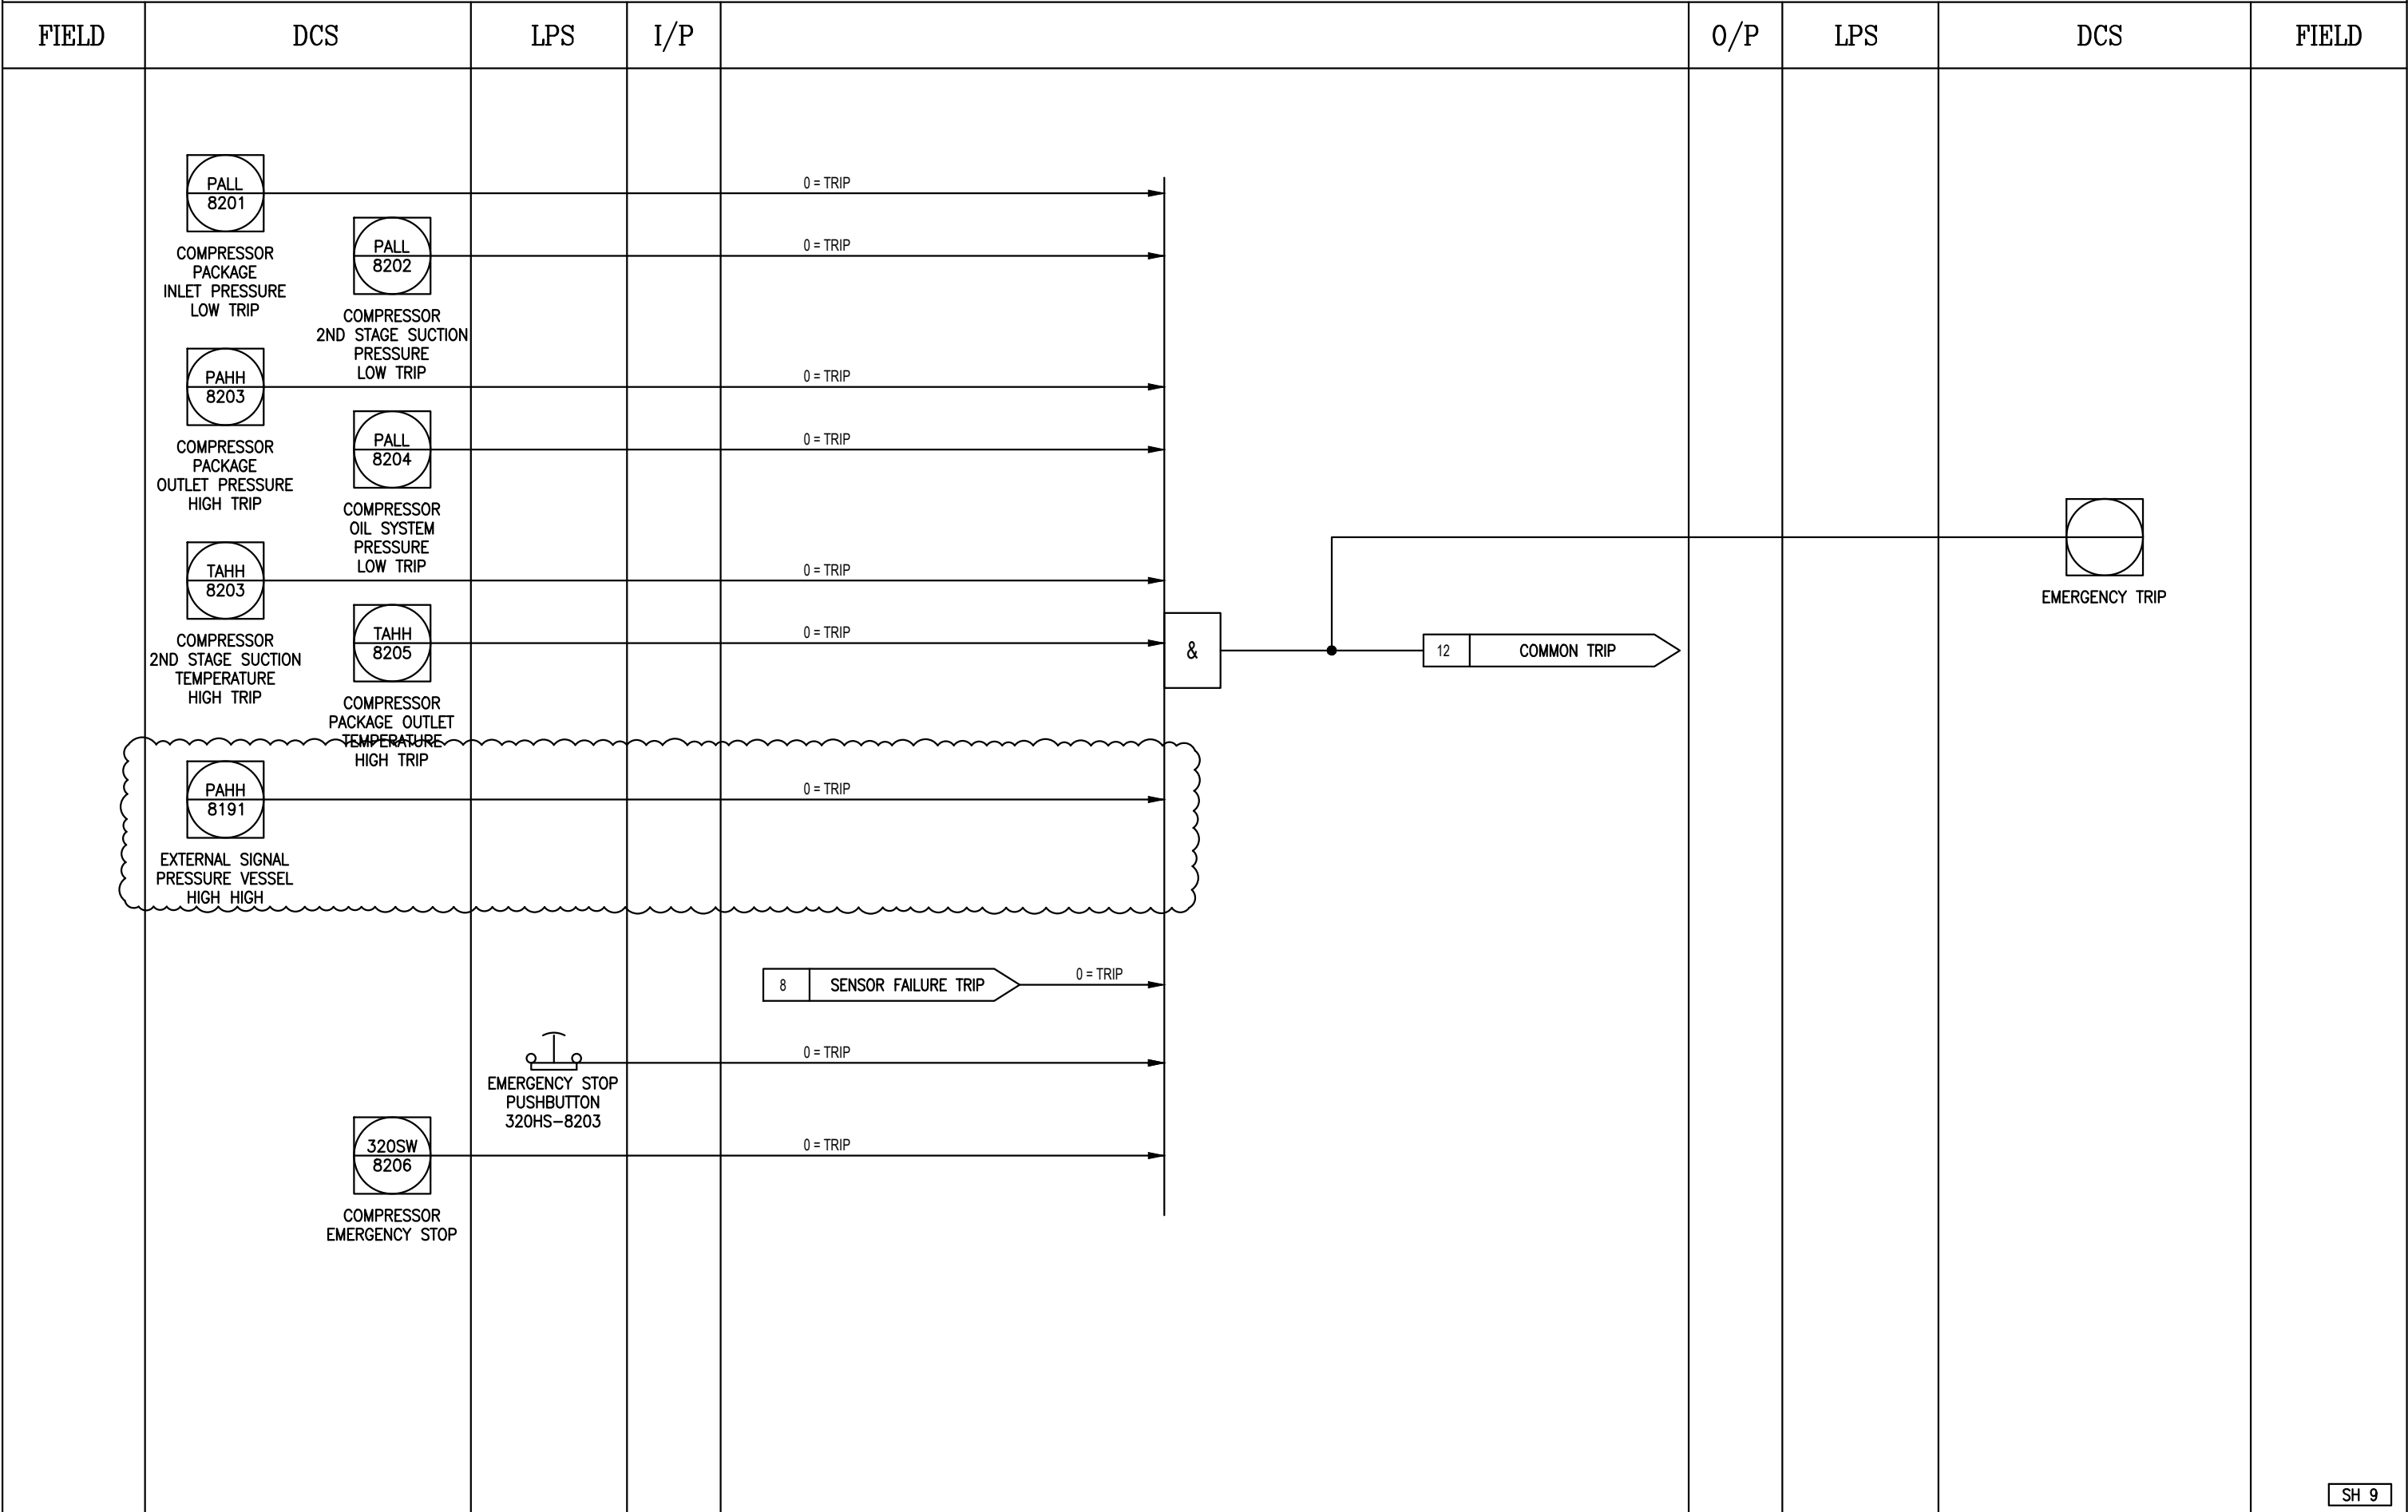 FIELD
DCS
LPS
I/P
O/P
LPS
DCS
FIELD
PALL
8201
COMPRESSOR
PACKAGE
INLET PRESSURE
LOW TRIP
0 = TRIP
PALL
8202
COMPRESSOR
2ND STAGE SUCTION
PRESSURE
LOW TRIP
0 = TRIP
PAHH
8203
COMPRESSOR
PACKAGE
OUTLET PRESSURE
HIGH TRIP
0 = TRIP
PALL
8204
COMPRESSOR
OIL SYSTEM
PRESSURE
LOW TRIP
0 = TRIP
TAHH
8203
COMPRESSOR
2ND STAGE SUCTION
TEMPERATURE
HIGH TRIP
0 = TRIP
TAHH
8205
COMPRESSOR
PACKAGE OUTLET
TEMPERATURE
HIGH TRIP
0 = TRIP
&
12
COMMON TRIP
EMERGENCY TRIP
PAHH
8191
EXTERNAL SIGNAL
PRESSURE VESSEL
HIGH HIGH
0 = TRIP
8
SENSOR FAILURE TRIP
0 = TRIP
EMERGENCY STOP
PUSHBUTTON
320HS-8203
0 = TRIP
320SW
8206
COMPRESSOR
EMERGENCY STOP
0 = TRIP
SH 9